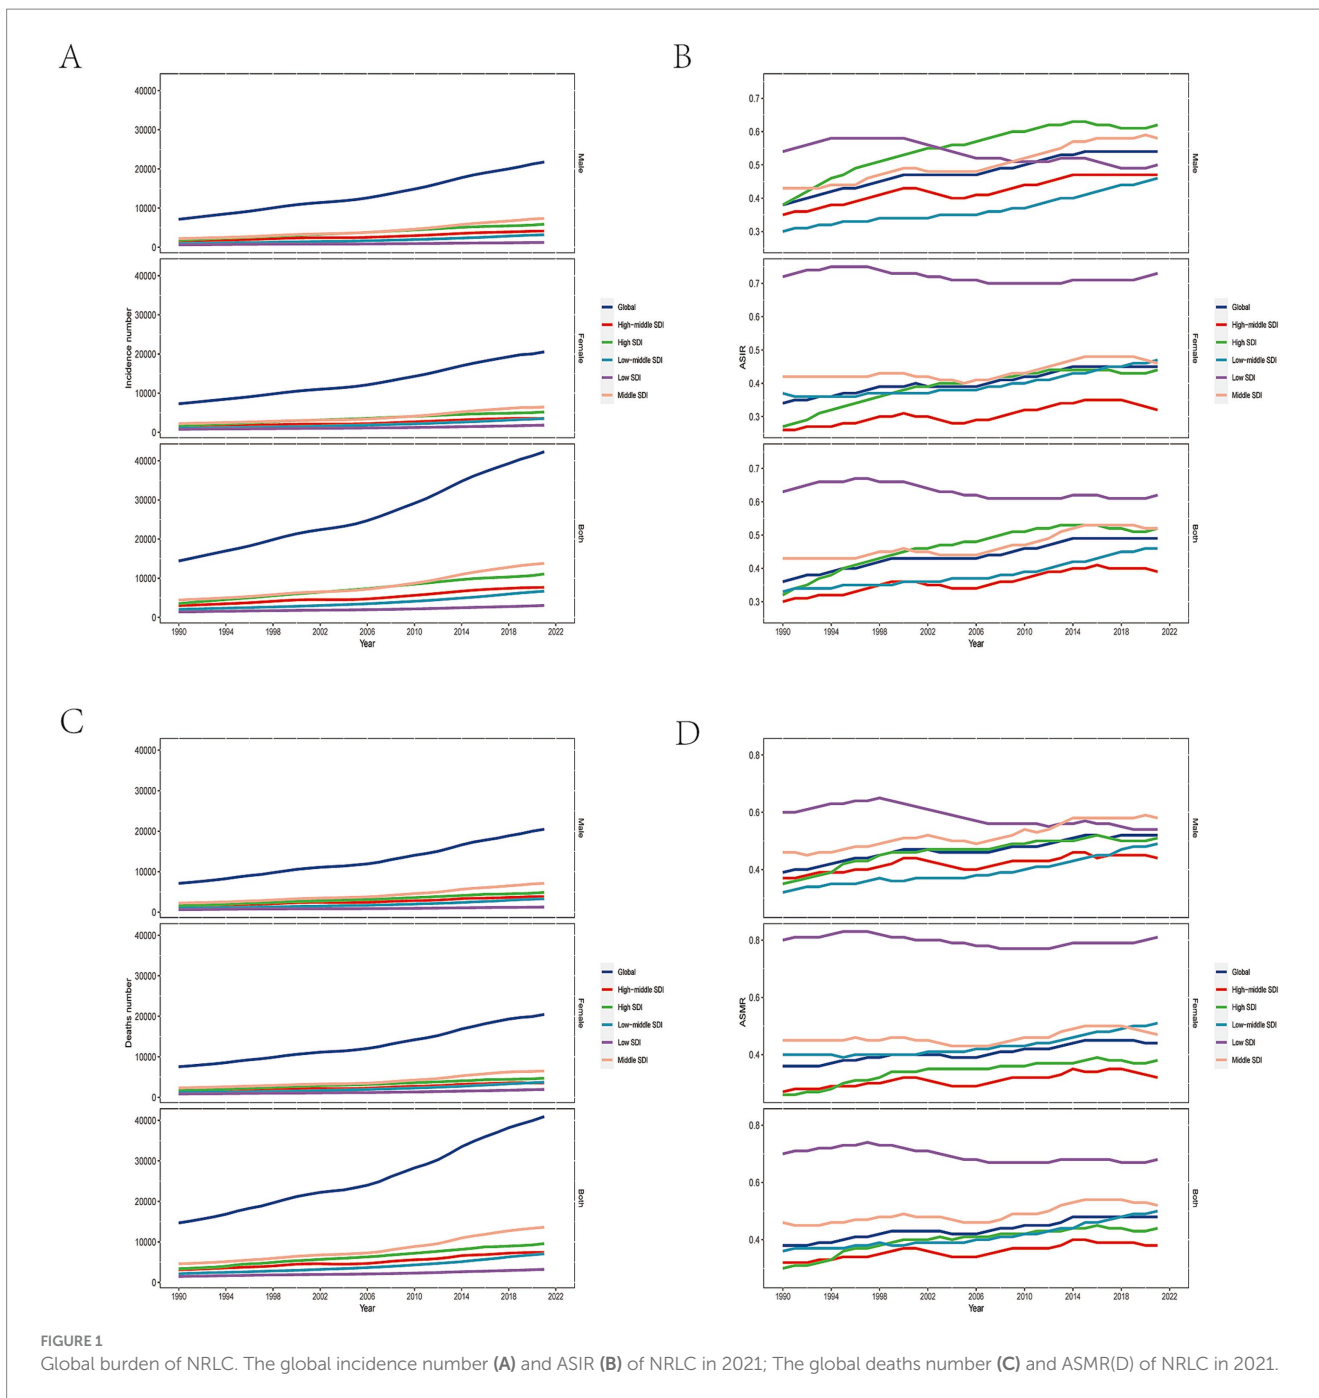 A
40000
30000
20000
10000
0
Male
40000
30000
20000
10000
0
Female
40000
30000
20000
10000
0
Both
Incidence number
1990 1994 1998 2002 2006 2010 2014 2018 2022
Year
Global
High-middle SDI
High SDI
Low-middle SDI
Low SDI
Middle SDI
B
0.7
0.6
0.5
0.4
0.3
Male
0.7
0.6
0.5
0.4
0.3
Female
0.7
0.6
0.5
0.4
0.3
Both
ASIR
1990 1994 1998 2002 2006 2010 2014 2018 2022
Year
Global
High-middle SDI
High SDI
Low-middle SDI
Low SDI
Middle SDI
C
40000
30000
20000
10000
0
Male
40000
30000
20000
10000
0
Female
40000
30000
20000
10000
0
Both
Deaths number
1990 1994 1998 2002 2006 2010 2014 2018 2022
Year
Global
High-middle SDI
High SDI
Low-middle SDI
Low SDI
Middle SDI
D
0.8
0.6
0.4
Male
0.8
0.6
0.4
Female
0.8
0.6
0.4
Both
ASMR
1990 1994 1998 2002 2006 2010 2014 2018 2022
Year
Global
High-middle SDI
High SDI
Low-middle SDI
Low SDI
Middle SDI
FIGURE 1
Global burden of NRLC. The global incidence number (A) and ASIR (B) of NRLC in 2021; The global deaths number (C) and ASMR(D) of NRLC in 2021.